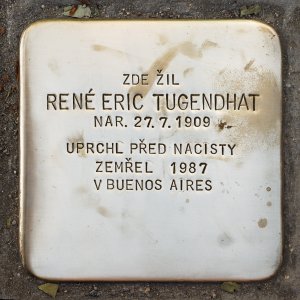 ZDE ŽIL
RENÉ ERIC TUGENDHAT
NAR. 27. 7. 1909
UPRCHL PŘED NACISTY
ZEMŘEL 1987
V BUENOS AIRES